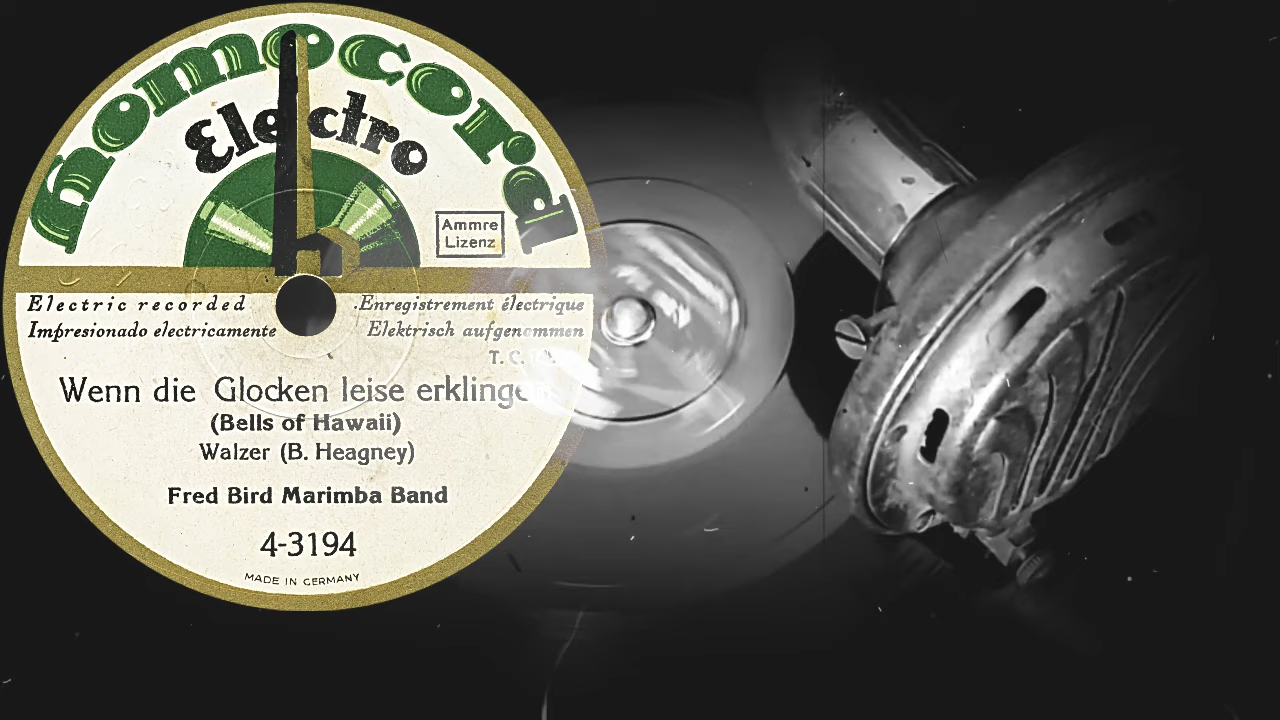 homocord
Electro
Ammre
Lizenz
Electric recorded
Enregistrement électrique
Impresionado electricamente
Elektrisch aufgenommen
T. C.
Wenn die Glocken leise erklingen
(Bells of Hawaii)
Walzer (B. Heagney)
Fred Bird Marimba Band
4-3194
MADE IN GERMANY